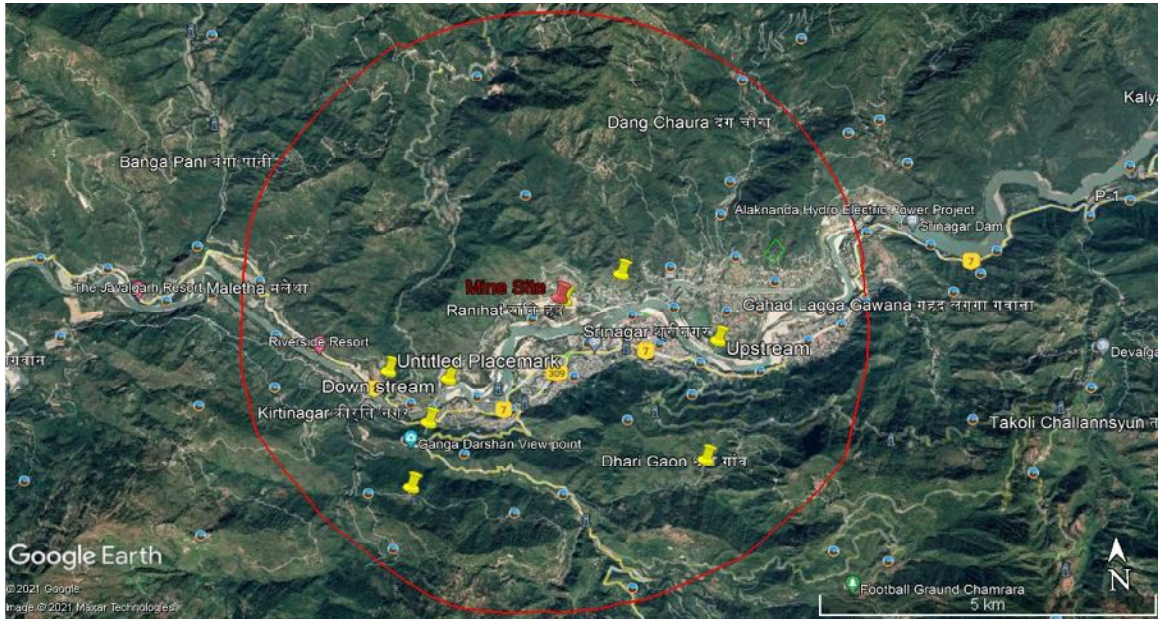 Dang Chaura दंग चौरा
Kalya
Banga Pani बंगा पानी
P-1
Alaknanda Hydro Electric Power Project
Srinagar Dam
7
The Javalgarh Resort
Maletha मलेथा
Mine Site
Ranihat
Gahad Lagga Gawana गहद लग्गा गवाना
Srinagar श्रीनगर
Riverside Resort
Upstream
7
Devalga
गिवान
Untitled Placemark
309
Down stream
Kirtinagar कीर्ति नगर
7
Takoli Challannsyun
Ganga Darshan View point
Dhari Gaon
Google Earth
© 2021 Google
Image © 2021 Maxar Technologies
Football Graund Chamrara
N
5 km